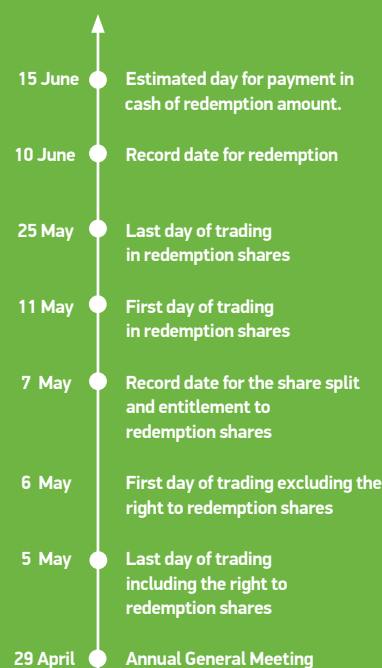 15 June Estimated day for payment in
cash of redemption amount.
10 June Record date for redemption
25 May Last day of trading
in redemption shares
11 May First day of trading
in redemption shares
7 May Record date for the share split
and entitlement to
redemption shares
6 May First day of trading excluding the
right to redemption shares
5 May Last day of trading
including the right to
redemption shares
29 April Annual General Meeting